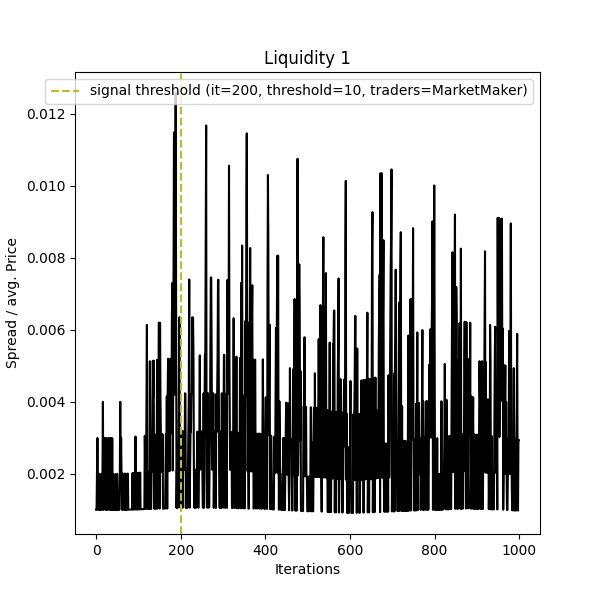 Liquidity 1
signal threshold (it=200, threshold=10, traders=MarketMaker)
0.012
0.010
0.008
0.006
0.004
0.002
Spread / avg. Price
0 200 400 600 800 1000
Iterations